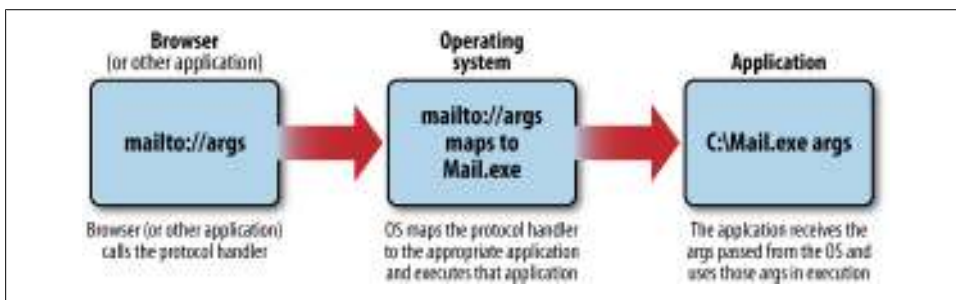 Browser
(or other application)
mailto://args
Browser (or other application)
calls the protocol handler
Operating
system
mailto://args
maps to
Mail.exe
OS maps the protocol handler
to the appropriate application
and executes that application
Application
C:\Mail.exe args
The application receives the
args passed from the OS and
uses those args in execution